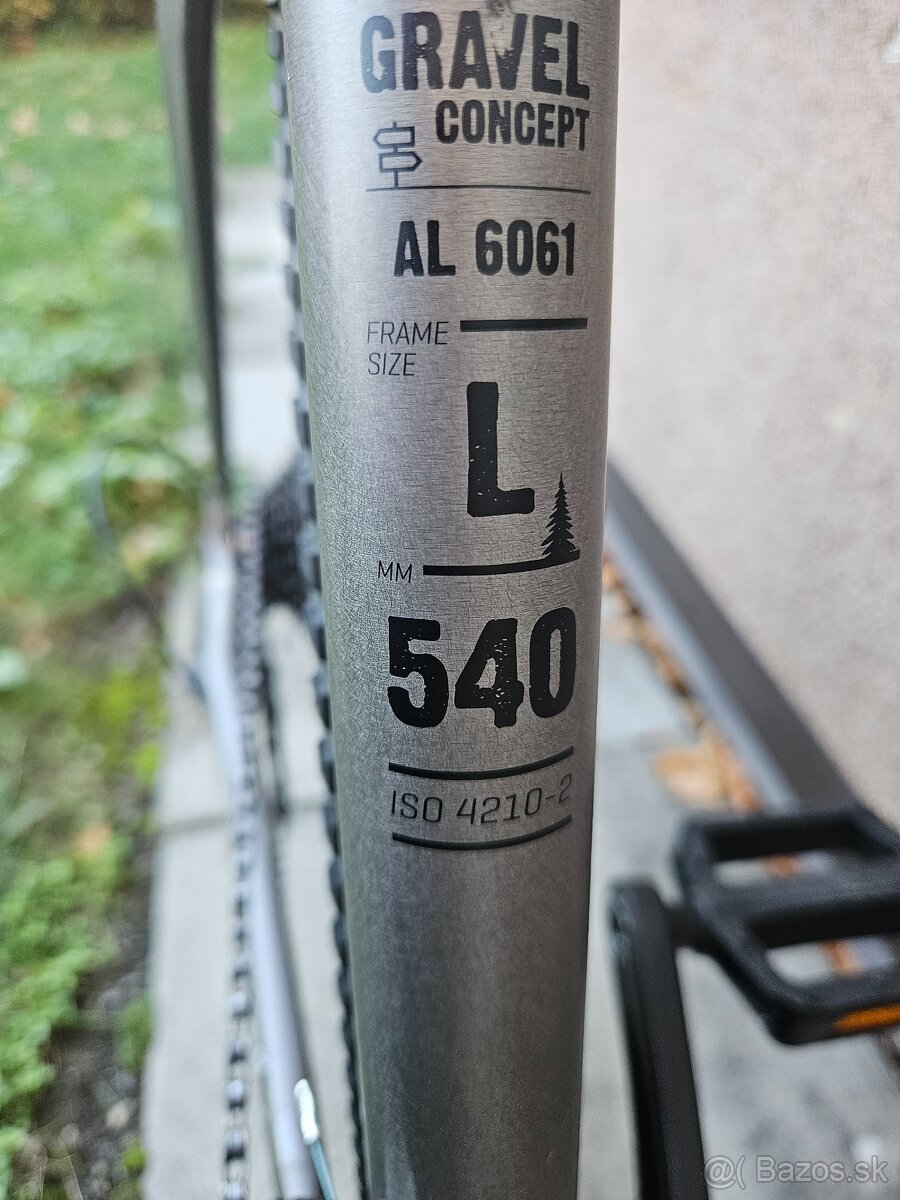 GRAVEL
CONCEPT
AL 6061
FRAME
SIZE
L
MM
540
ISO 4210-2
@( Bazos.sk